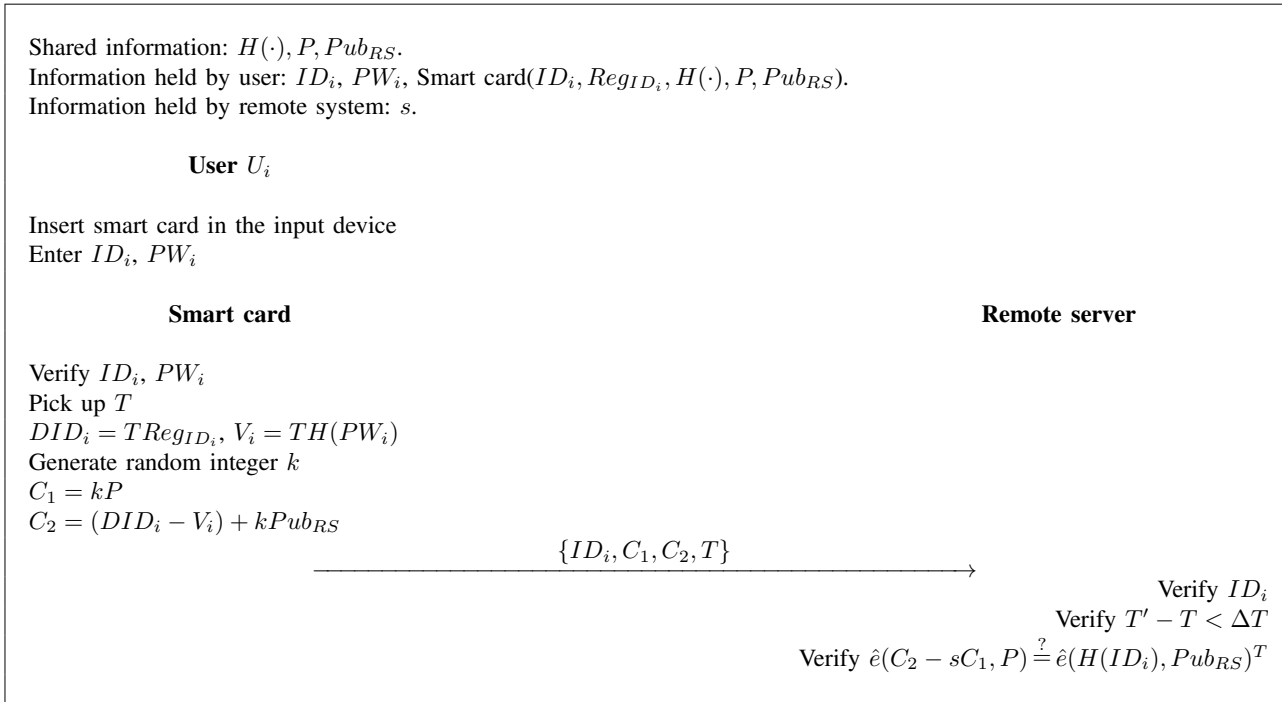 Shared information: H(·), P, Pub_{RS}.
Information held by user: ID_i, PW_i, Smart card(ID_i, Reg_{ID_i}, H(·), P, Pub_{RS}).
Information held by remote system: s.
User U_i
Insert smart card in the input device
Enter ID_i, PW_i
Smart card Remote server
Verify ID_i, PW_i
Pick up T
DID_i = TReg_{ID_i}, V_i = TH(PW_i)
Generate random integer k
C_1 = kP
C_2 = (DID_i − V_i) + kPub_{RS}
{ID_i, C_1, C_2, T}
Verify ID_i
Verify T′ − T < ΔT
Verify ê(C_2 − sC_1, P) ≟ ê(H(ID_i), Pub_{RS})^T